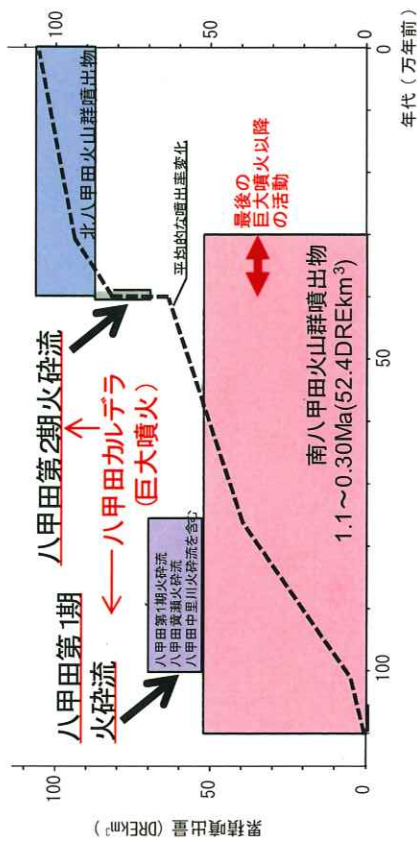 八甲田第1期
火砕流
八甲田第2期火砕流
八甲田カルデラ
(巨大噴火)
八甲田第1期火砕流
八甲田黄瀬火砕流
八甲田中里川火砕流を含む
北八甲田火山群噴出物
平均的な噴出率変化
最後の
巨大噴火以降
の活動
南八甲田火山群噴出物
1.1～0.30Ma(52.4DREkm³)
累積噴出量 (DREkm³)
100
50
0
100
50
0
年代 (万年前)